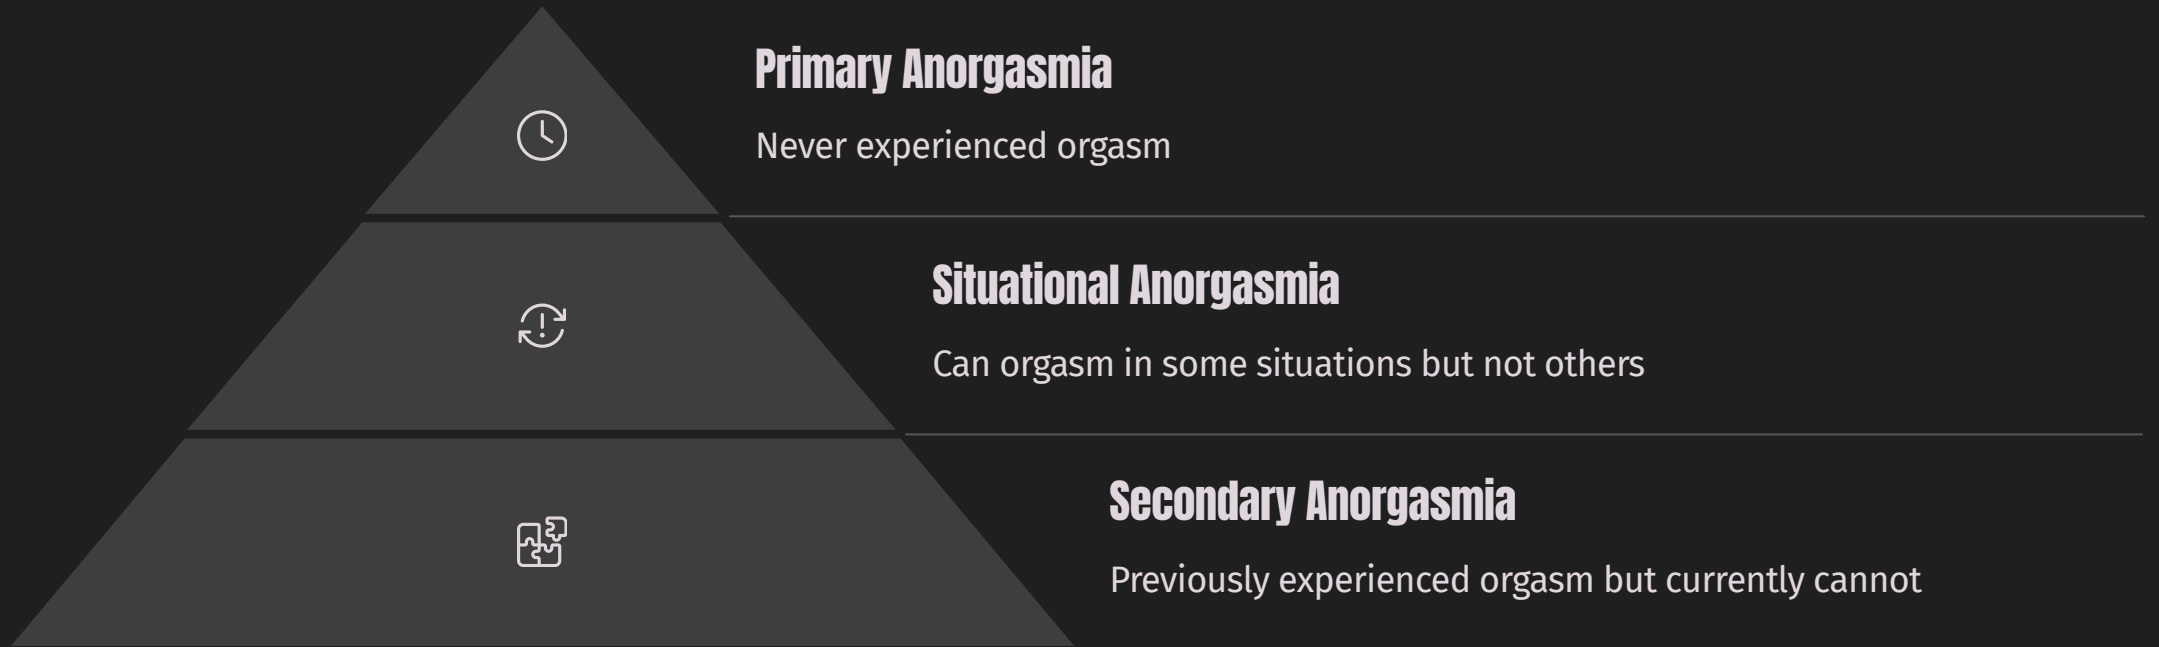 Primary Anorgasmia
Never experienced orgasm
Situational Anorgasmia
Can orgasm in some situations but not others
Secondary Anorgasmia
Previously experienced orgasm but currently cannot